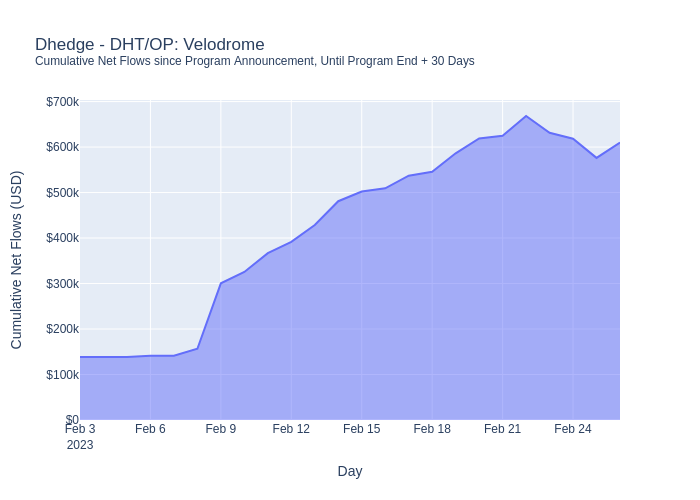 Dhedge - DHT/OP: Velodrome
Cumulative Net Flows since Program Announcement, Until Program End + 30 Days
Cumulative Net Flows (USD)
$700k
$600k
$500k
$400k
$300k
$200k
$100k
$0
Feb 3
2023
Feb 6
Feb 9
Feb 12
Feb 15
Feb 18
Feb 21
Feb 24
Day